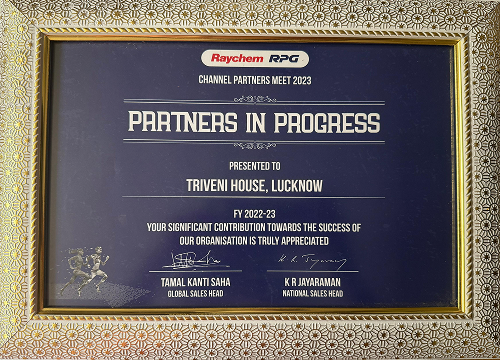 Raychem RPG
CHANNEL PARTNERS MEET 2023
PARTNERS IN PROGRESS
PRESENTED TO
TRIVENI HOUSE, LUCKNOW
FY 2022-23
YOUR SIGNIFICANT CONTRIBUTION TOWARDS THE SUCCESS OF
OUR ORGANISATION IS TRULY APPRECIATED
TAMAL KANTI SAHA
GLOBAL SALES HEAD
K R JAYARAMAN
NATIONAL SALES HEAD